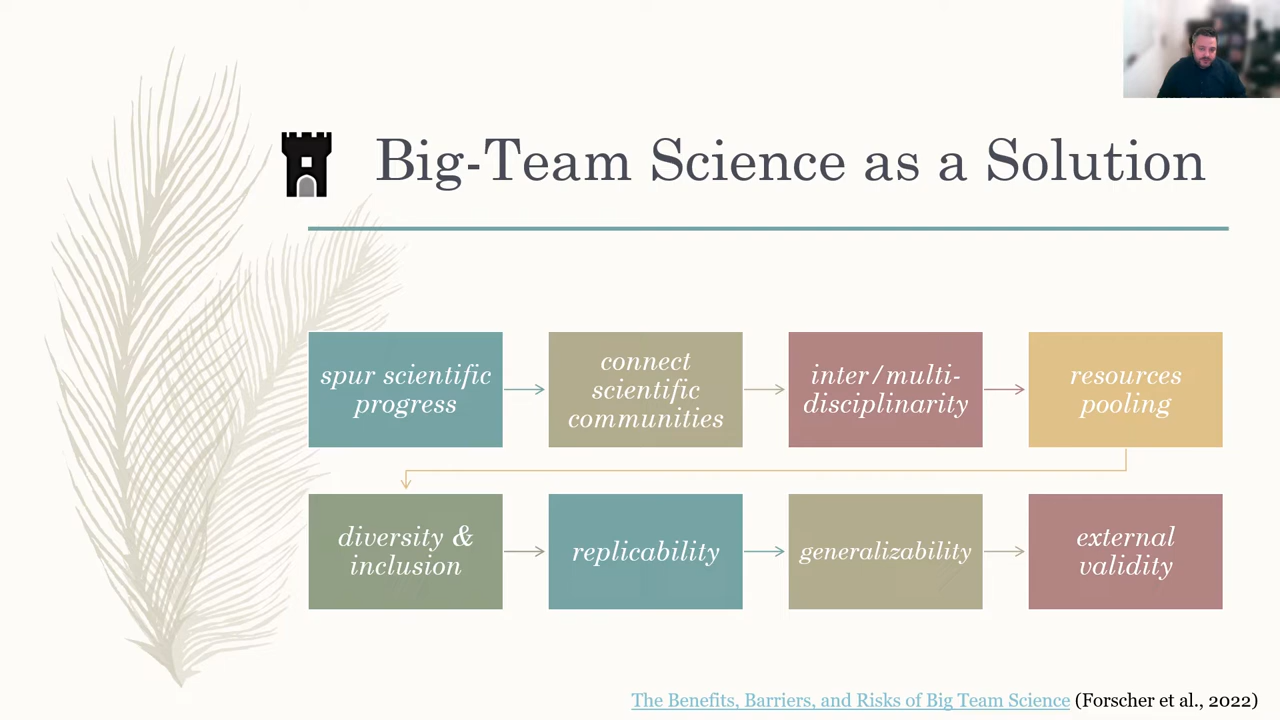 Big-Team Science as a Solution
spur scientific
progress
connect
scientific
communities
inter/multi-
disciplinarity
resources
pooling
diversity &
inclusion
replicability
generalizability
external
validity
The Benefits, Barriers, and Risks of Big Team Science (Forscher et al., 2022)